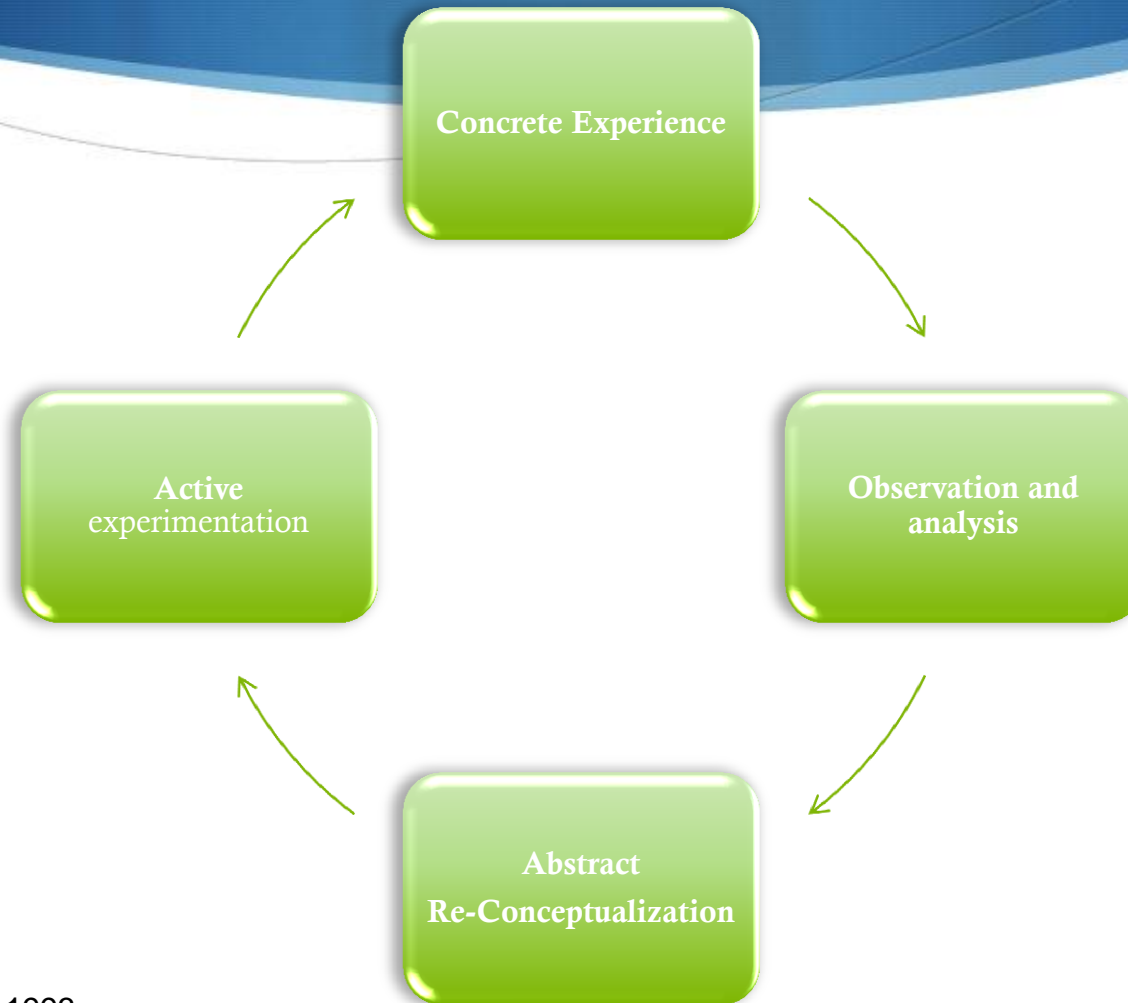 Concrete Experience
Observation and
analysis
Active
experimentation
Abstract
Re-Conceptualization